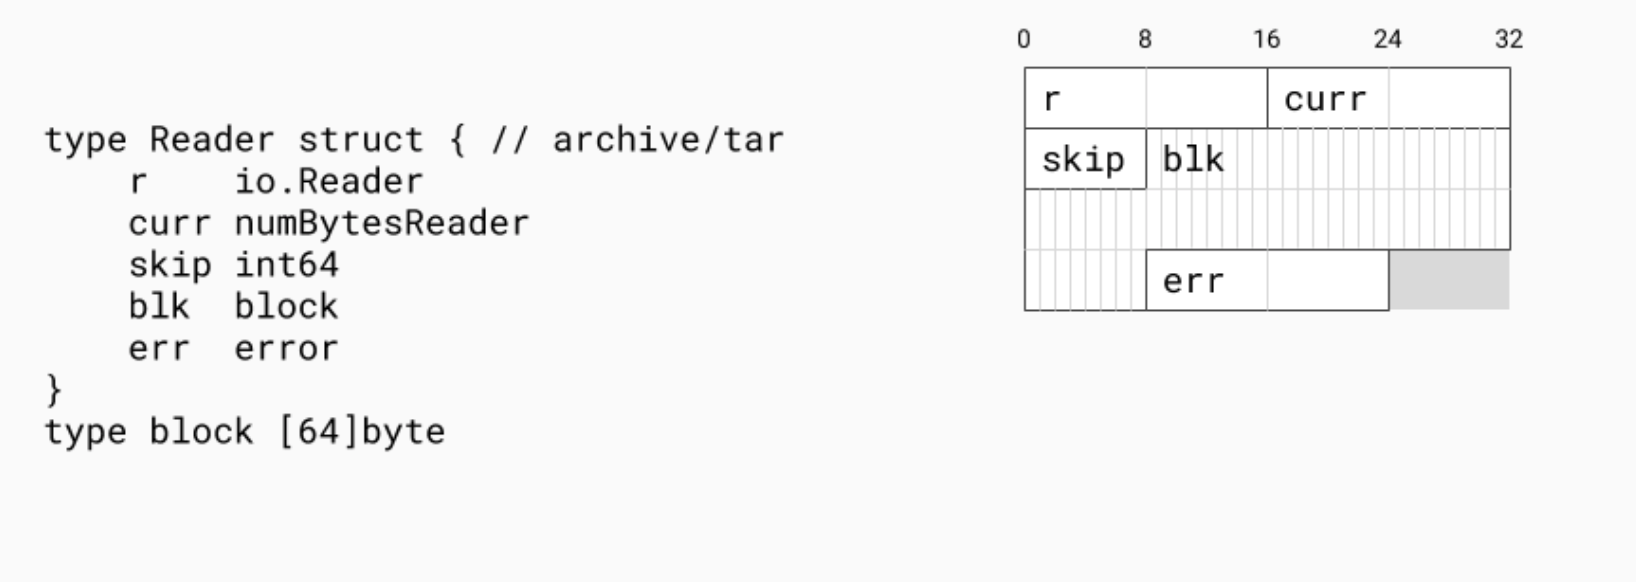 type Reader struct { // archive/tar
    r    io.Reader
    curr numBytesReader
    skip int64
    blk  block
    err  error
}
type block [64]byte
0 8 16 24 32
r curr
skip blk
err